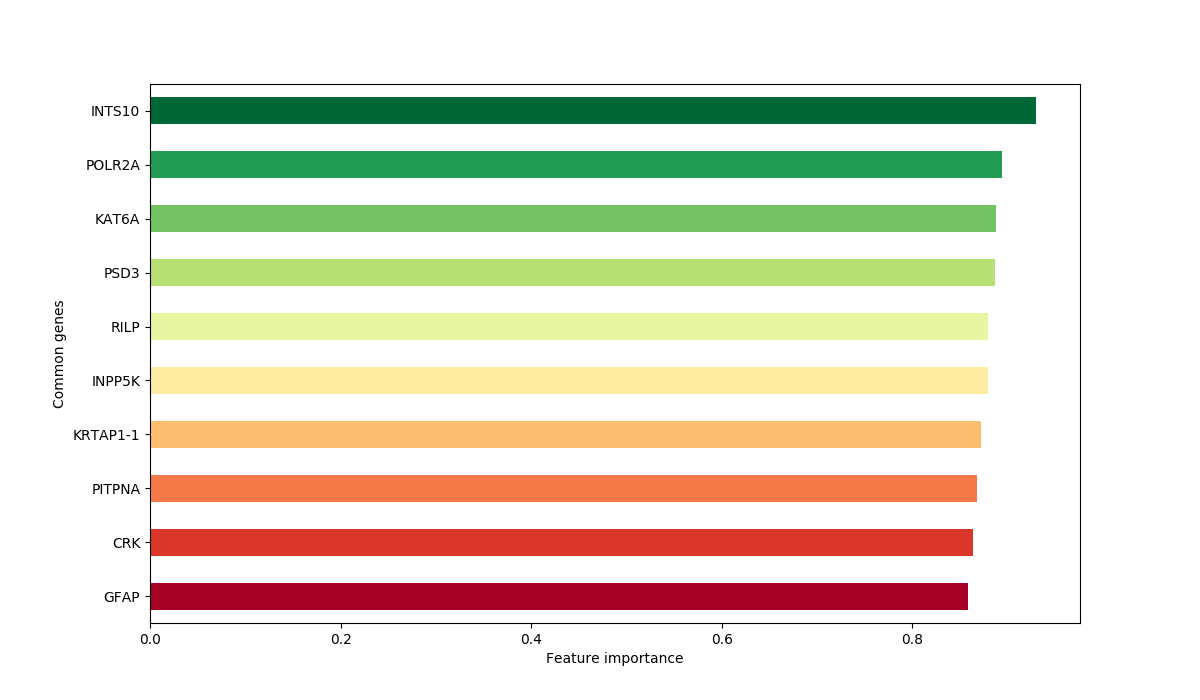 INTS10
POLR2A
KAT6A
PSD3
RILP
INPP5K
KRTAP1-1
PITPNA
CRK
GFAP
Common genes
0.0 0.2 0.4 0.6 0.8
Feature importance